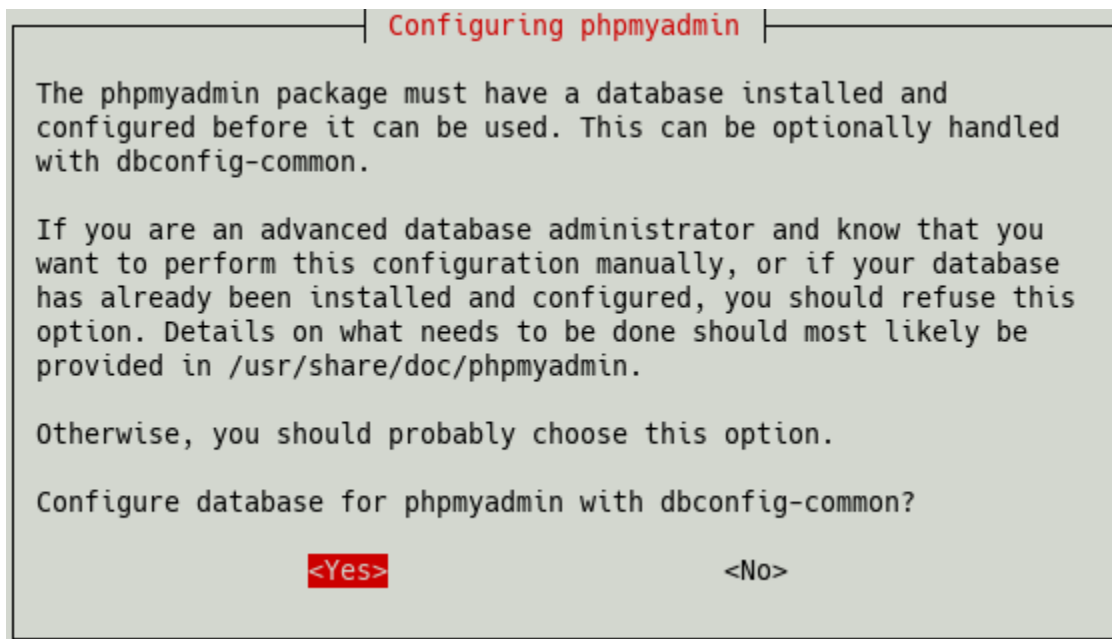 Configuring phpmyadmin
The phpmyadmin package must have a database installed and
configured before it can be used. This can be optionally handled
with dbconfig-common.
If you are an advanced database administrator and know that you
want to perform this configuration manually, or if your database
has already been installed and configured, you should refuse this
option. Details on what needs to be done should most likely be
provided in /usr/share/doc/phpmyadmin.
Otherwise, you should probably choose this option.
Configure database for phpmyadmin with dbconfig-common?
<Yes> <No>